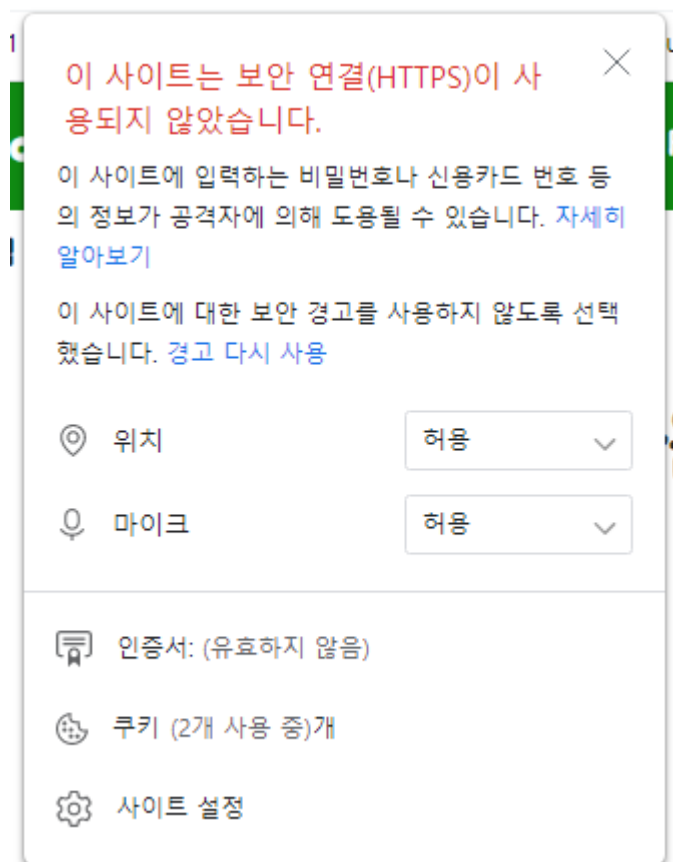 이 사이트는 보안 연결(HTTPS)이 사
용되지 않았습니다.
이 사이트에 입력하는 비밀번호나 신용카드 번호 등
의 정보가 공격자에 의해 도용될 수 있습니다. 자세히
알아보기
이 사이트에 대한 보안 경고를 사용하지 않도록 선택
했습니다. 경고 다시 사용
위치 허용
마이크 허용
인증서: (유효하지 않음)
쿠키 (2개 사용 중)개
사이트 설정